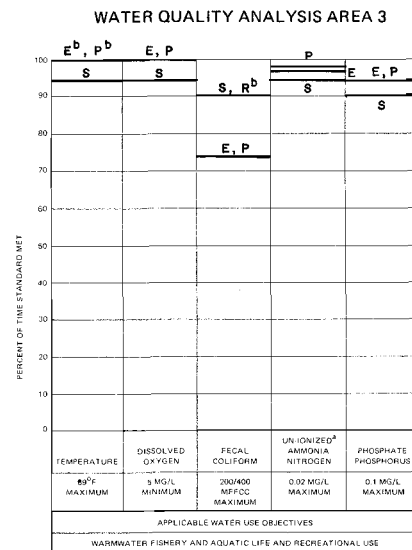 WATER QUALITY ANALYSIS AREA 3
E^b, P^b E, P P
S S E E, P
S, R^b S S
E, P
PERCENT OF TIME STANDARD MET
100
90
80
70
60
50
40
30
20
10
0
TEMPERATURE DISSOLVED OXYGEN FECAL COLIFORM UN-IONIZED^a AMMONIA NITROGEN PHOSPHATE PHOSPHORUS
89°F MAXIMUM 5 MG/L MINIMUM 200/400 MFFCC MAXIMUM 0.02 MG/L MAXIMUM 0.1 MG/L MAXIMUM
APPLICABLE WATER USE OBJECTIVES
WARMWATER FISHERY AND AQUATIC LIFE AND RECREATIONAL USE